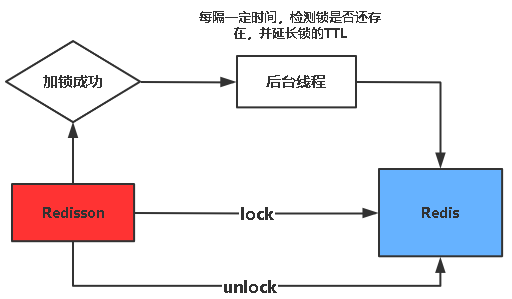 每隔一定时间，检测锁是否还存
在，并延长锁的TTL
加锁成功
后台线程
Redisson
lock
Redis
unlock